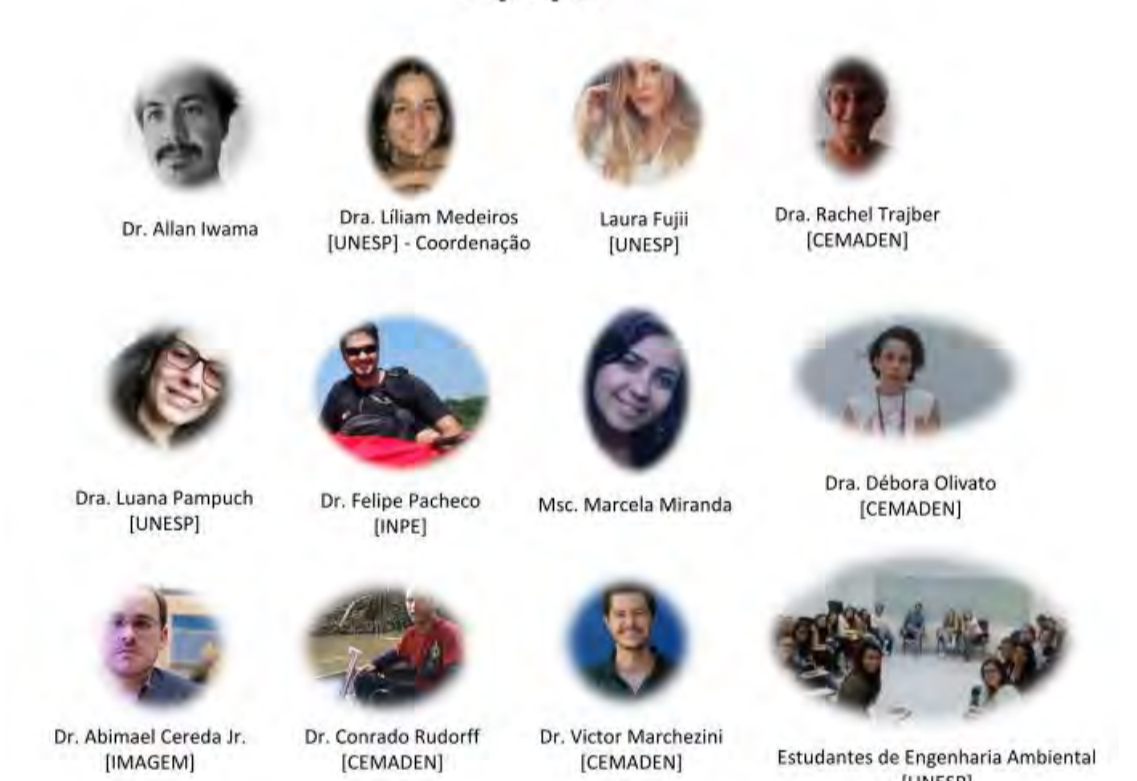 Dr. Allan Iwama
Dra. Líliam Medeiros
[UNESP] - Coordenação
Laura Fujii
[UNESP]
Dra. Rachel Trajber
[CEMADEN]
Dra. Luana Pampuch
[UNESP]
Dr. Felipe Pacheco
[INPE]
Msc. Marcela Miranda
Dra. Débora Olivato
[CEMADEN]
Dr. Abimael Cereda Jr.
[IMAGEM]
Dr. Conrado Rudorff
[CEMADEN]
Dr. Victor Marchezini
[CEMADEN]
Estudantes de Engenharia Ambiental
[UNESP]